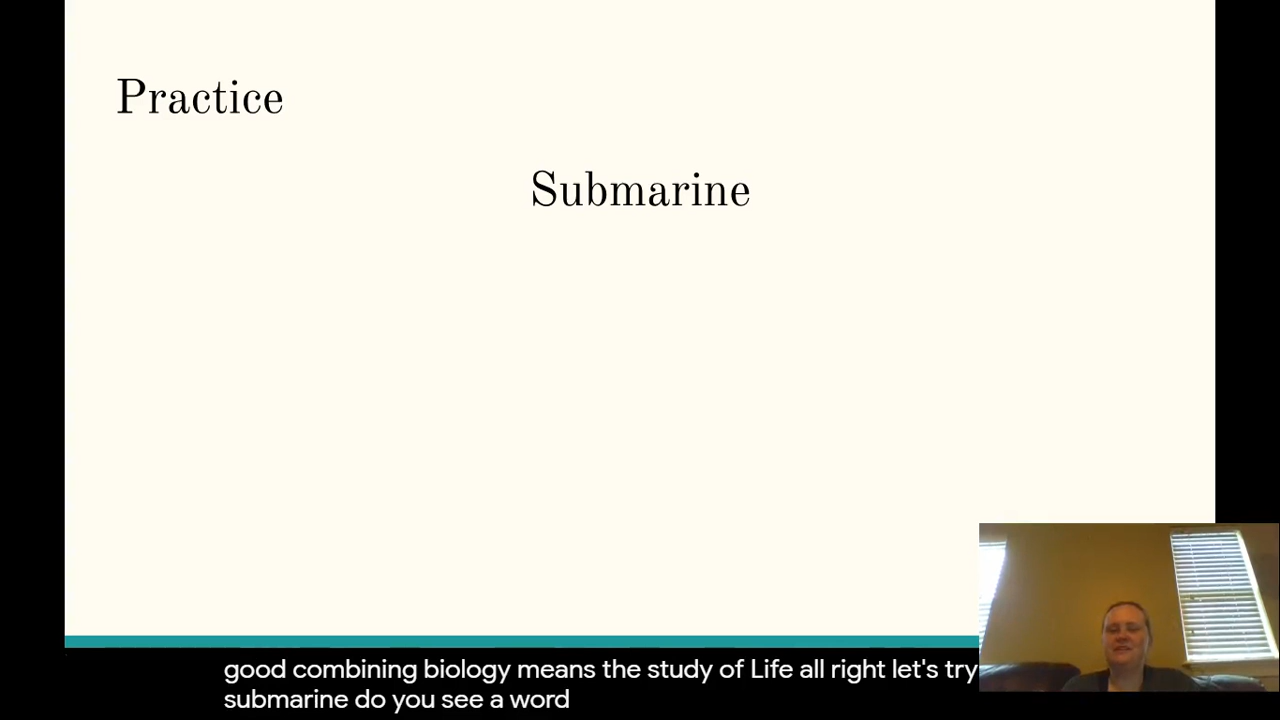 Practice
Submarine
good combining biology means the study of Life all right let's try
submarine do you see a word